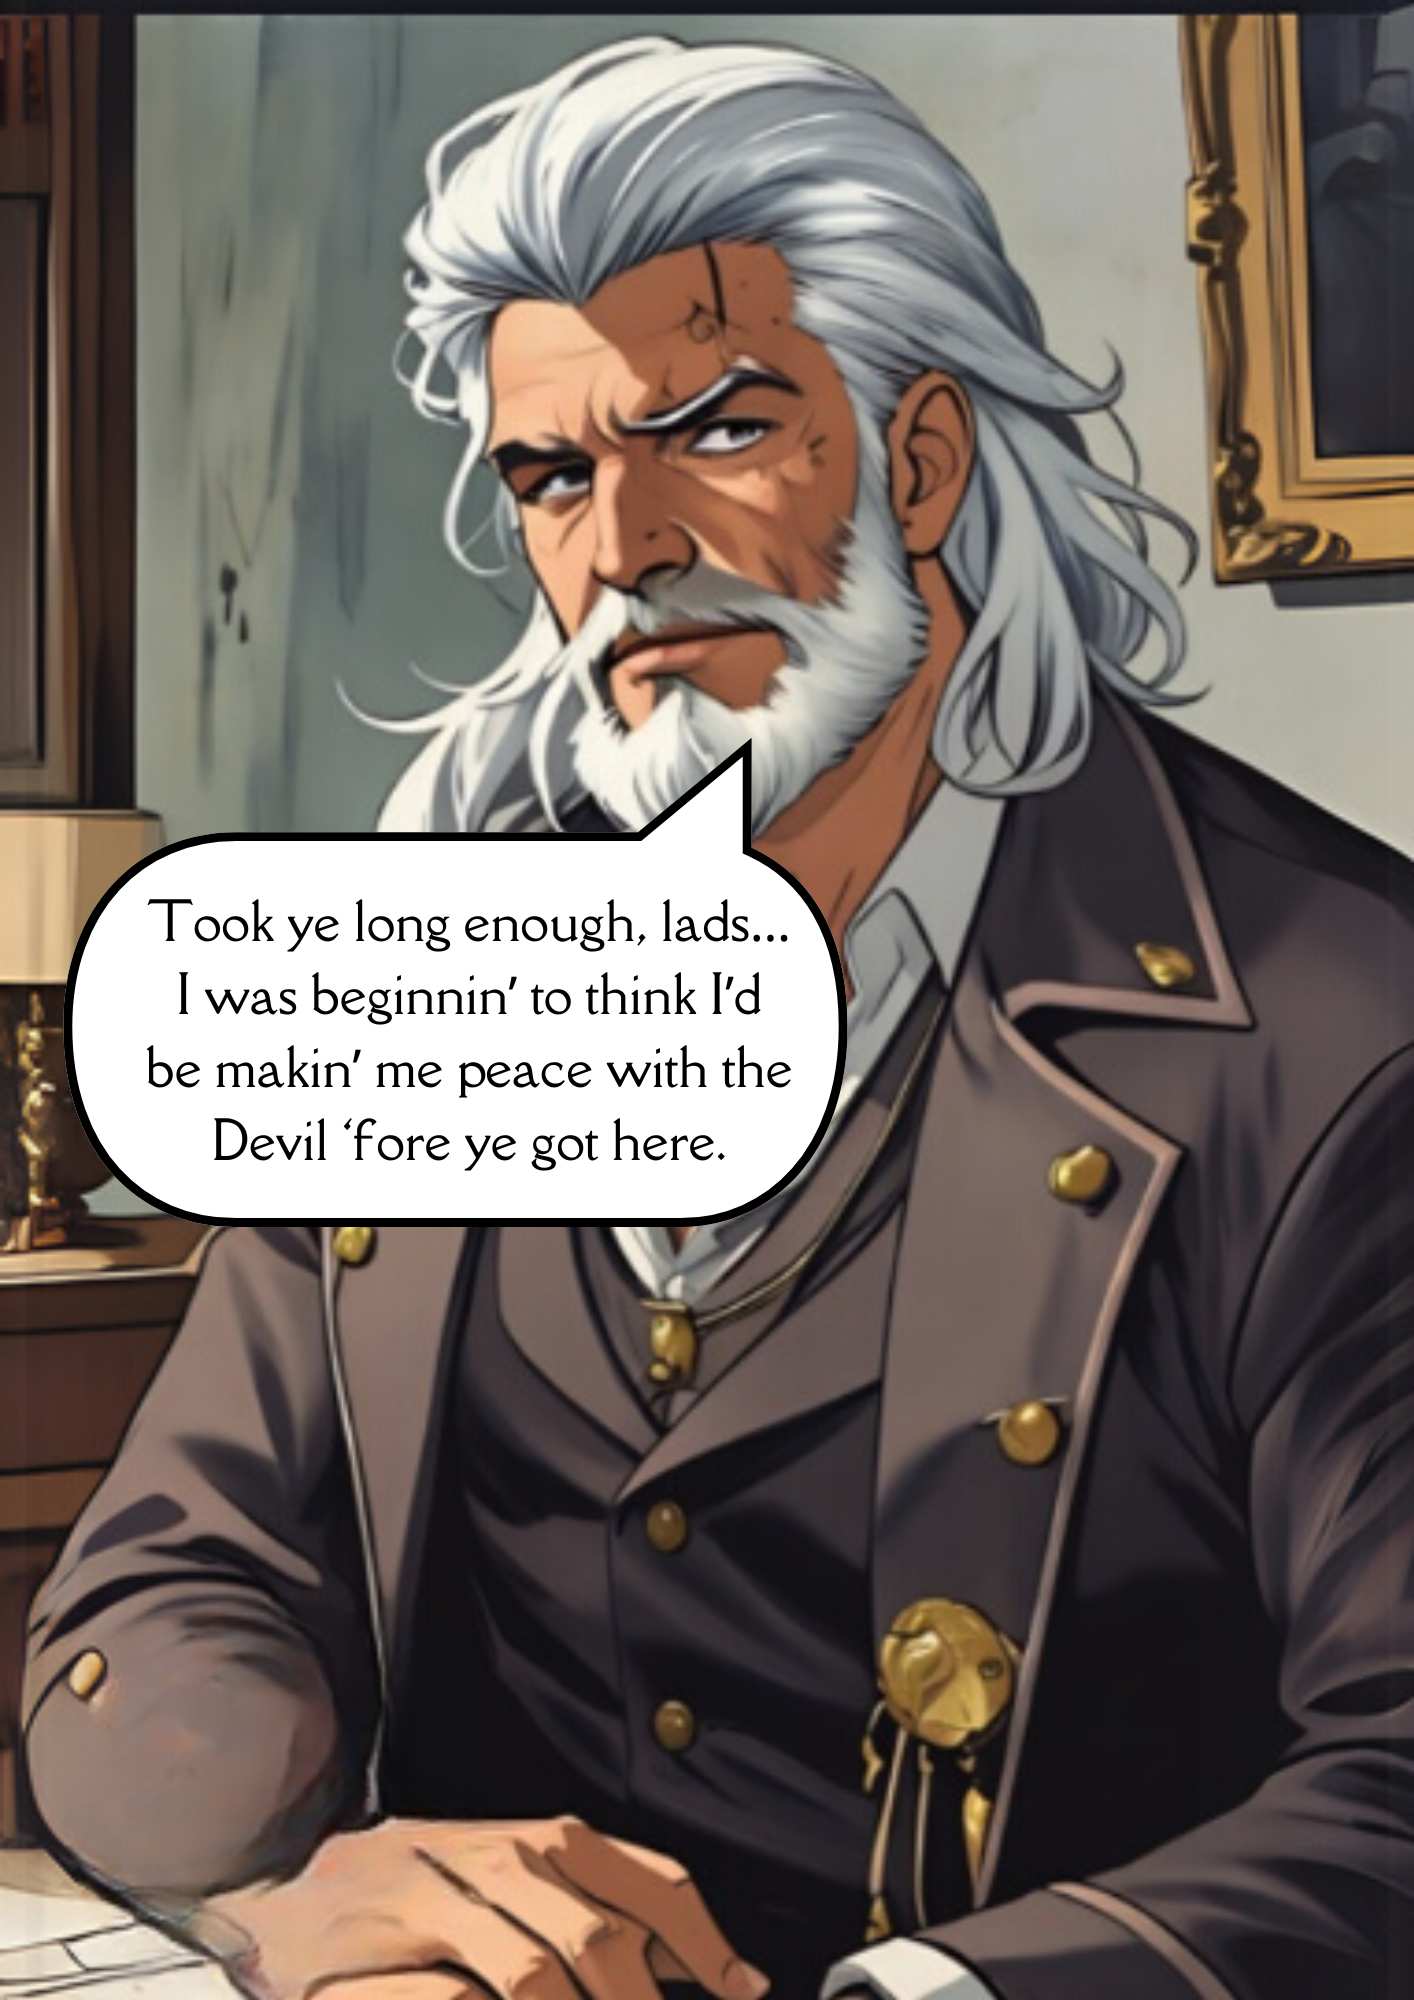 Took ye long enough, lads...
I was beginnin' to think I'd
be makin' me peace with the
Devil ‘fore ye got here.